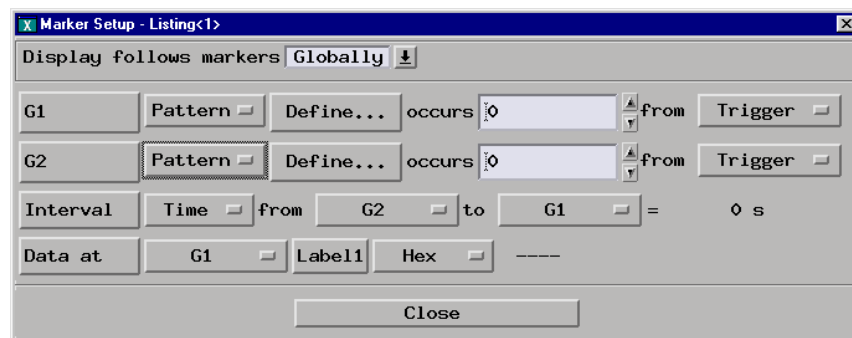 Marker Setup - Listing<1>
Display follows markers Globally
G1 Pattern Define... occurs 0 from Trigger
G2 Pattern Define... occurs 0 from Trigger
Interval Time from G2 to G1 = 0 s
Data at G1 Label1 Hex ----
Close